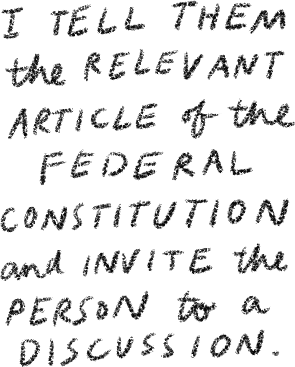 I TELL THEM
the RELEVANT
ARTICLE of the
FEDERAL
CONSTITUTION
and INVITE the
PERSON to a
DISCUSSION.